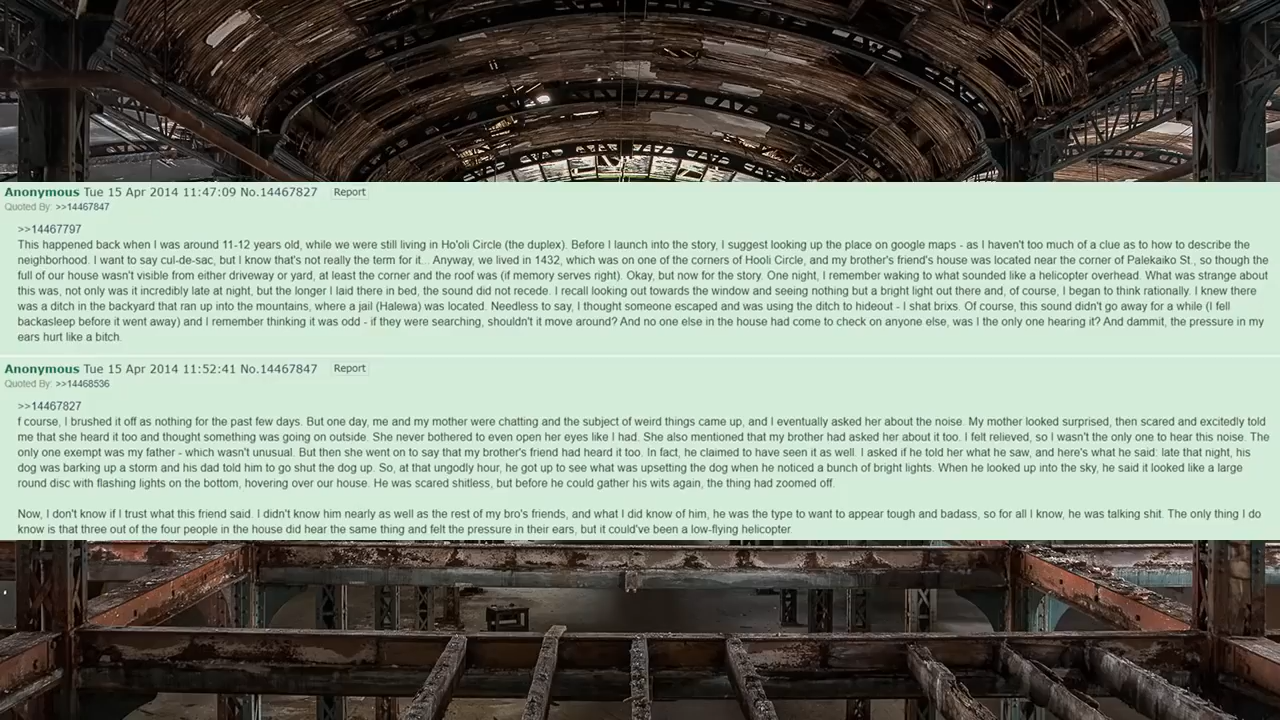 Anonymous Tue 15 Apr 2014 11:47:09 No.14467827 Report
Quoted By: >>14467847
>>14467797
This happened back when I was around 11-12 years old, while we were still living in Ho'oli Circle (the duplex). Before I launch into the story, I suggest looking up the place on google maps - as I haven't too much of a clue as to how to describe the
neighborhood. I want to say cul-de-sac, but I know that's not really the term for it... Anyway, we lived in 1432, which was on one of the corners of Hooli Circle, and my brother's friend's house was located near the corner of Palekaiko St., so though the
full of our house wasn't visible from either driveway or yard, at least the corner and the roof was (if memory serves right). Okay, but now for the story. One night, I remember waking to what sounded like a helicopter overhead. What was strange about
this was, not only was it incredibly late at night, but the longer I laid there in bed, the sound did not recede. I recall looking out towards the window and seeing nothing but a bright light out there and, of course, I began to think rationally. I knew there
was a ditch in the backyard that ran up into the mountains, where a jail (Halewa) was located. Needless to say, I thought someone escaped and was using the ditch to hideout - I shat brixs. Of course, this sound didn't go away for a while (I fell
backasleep before it went away) and I remember thinking it was odd - if they were searching, shouldn't it move around? And no one else in the house had come to check on anyone else, was I the only one hearing it? And dammit, the pressure in my
ears hurt like a bitch.
Anonymous Tue 15 Apr 2014 11:52:41 No.14467847 Report
Quoted By: >>14468536
>>14467827
f course, I brushed it off as nothing for the past few days. But one day, me and my mother were chatting and the subject of weird things came up, and I eventually asked her about the noise. My mother looked surprised, then scared and excitedly told
me that she heard it too and thought something was going on outside. She never bothered to even open her eyes like I had. She also mentioned that my brother had asked her about it too. I felt relieved, so I wasn't the only one to hear this noise. The
only one exempt was my father - which wasn't unusual. But then she went on to say that my brother's friend had heard it too. In fact, he claimed to have seen it as well. I asked if he told her what he saw, and here's what he said: late that night, his
dog was barking up a storm and his dad told him to go shut the dog up. So, at that ungodly hour, he got up to see what was upsetting the dog when he noticed a bunch of bright lights. When he looked up into the sky, he said it looked like a large
round disc with flashing lights on the bottom, hovering over our house. He was scared shitless, but before he could gather his wits again, the thing had zoomed off.
Now, I don't know if I trust what this friend said. I didn't know him nearly as well as the rest of my bro's friends, and what I did know of him, he was the type to want to appear tough and badass, so for all I know, he was talking shit. The only thing I do
know is that three out of the four people in the house did hear the same thing and felt the pressure in their ears, but it could've been a low-flying helicopter.